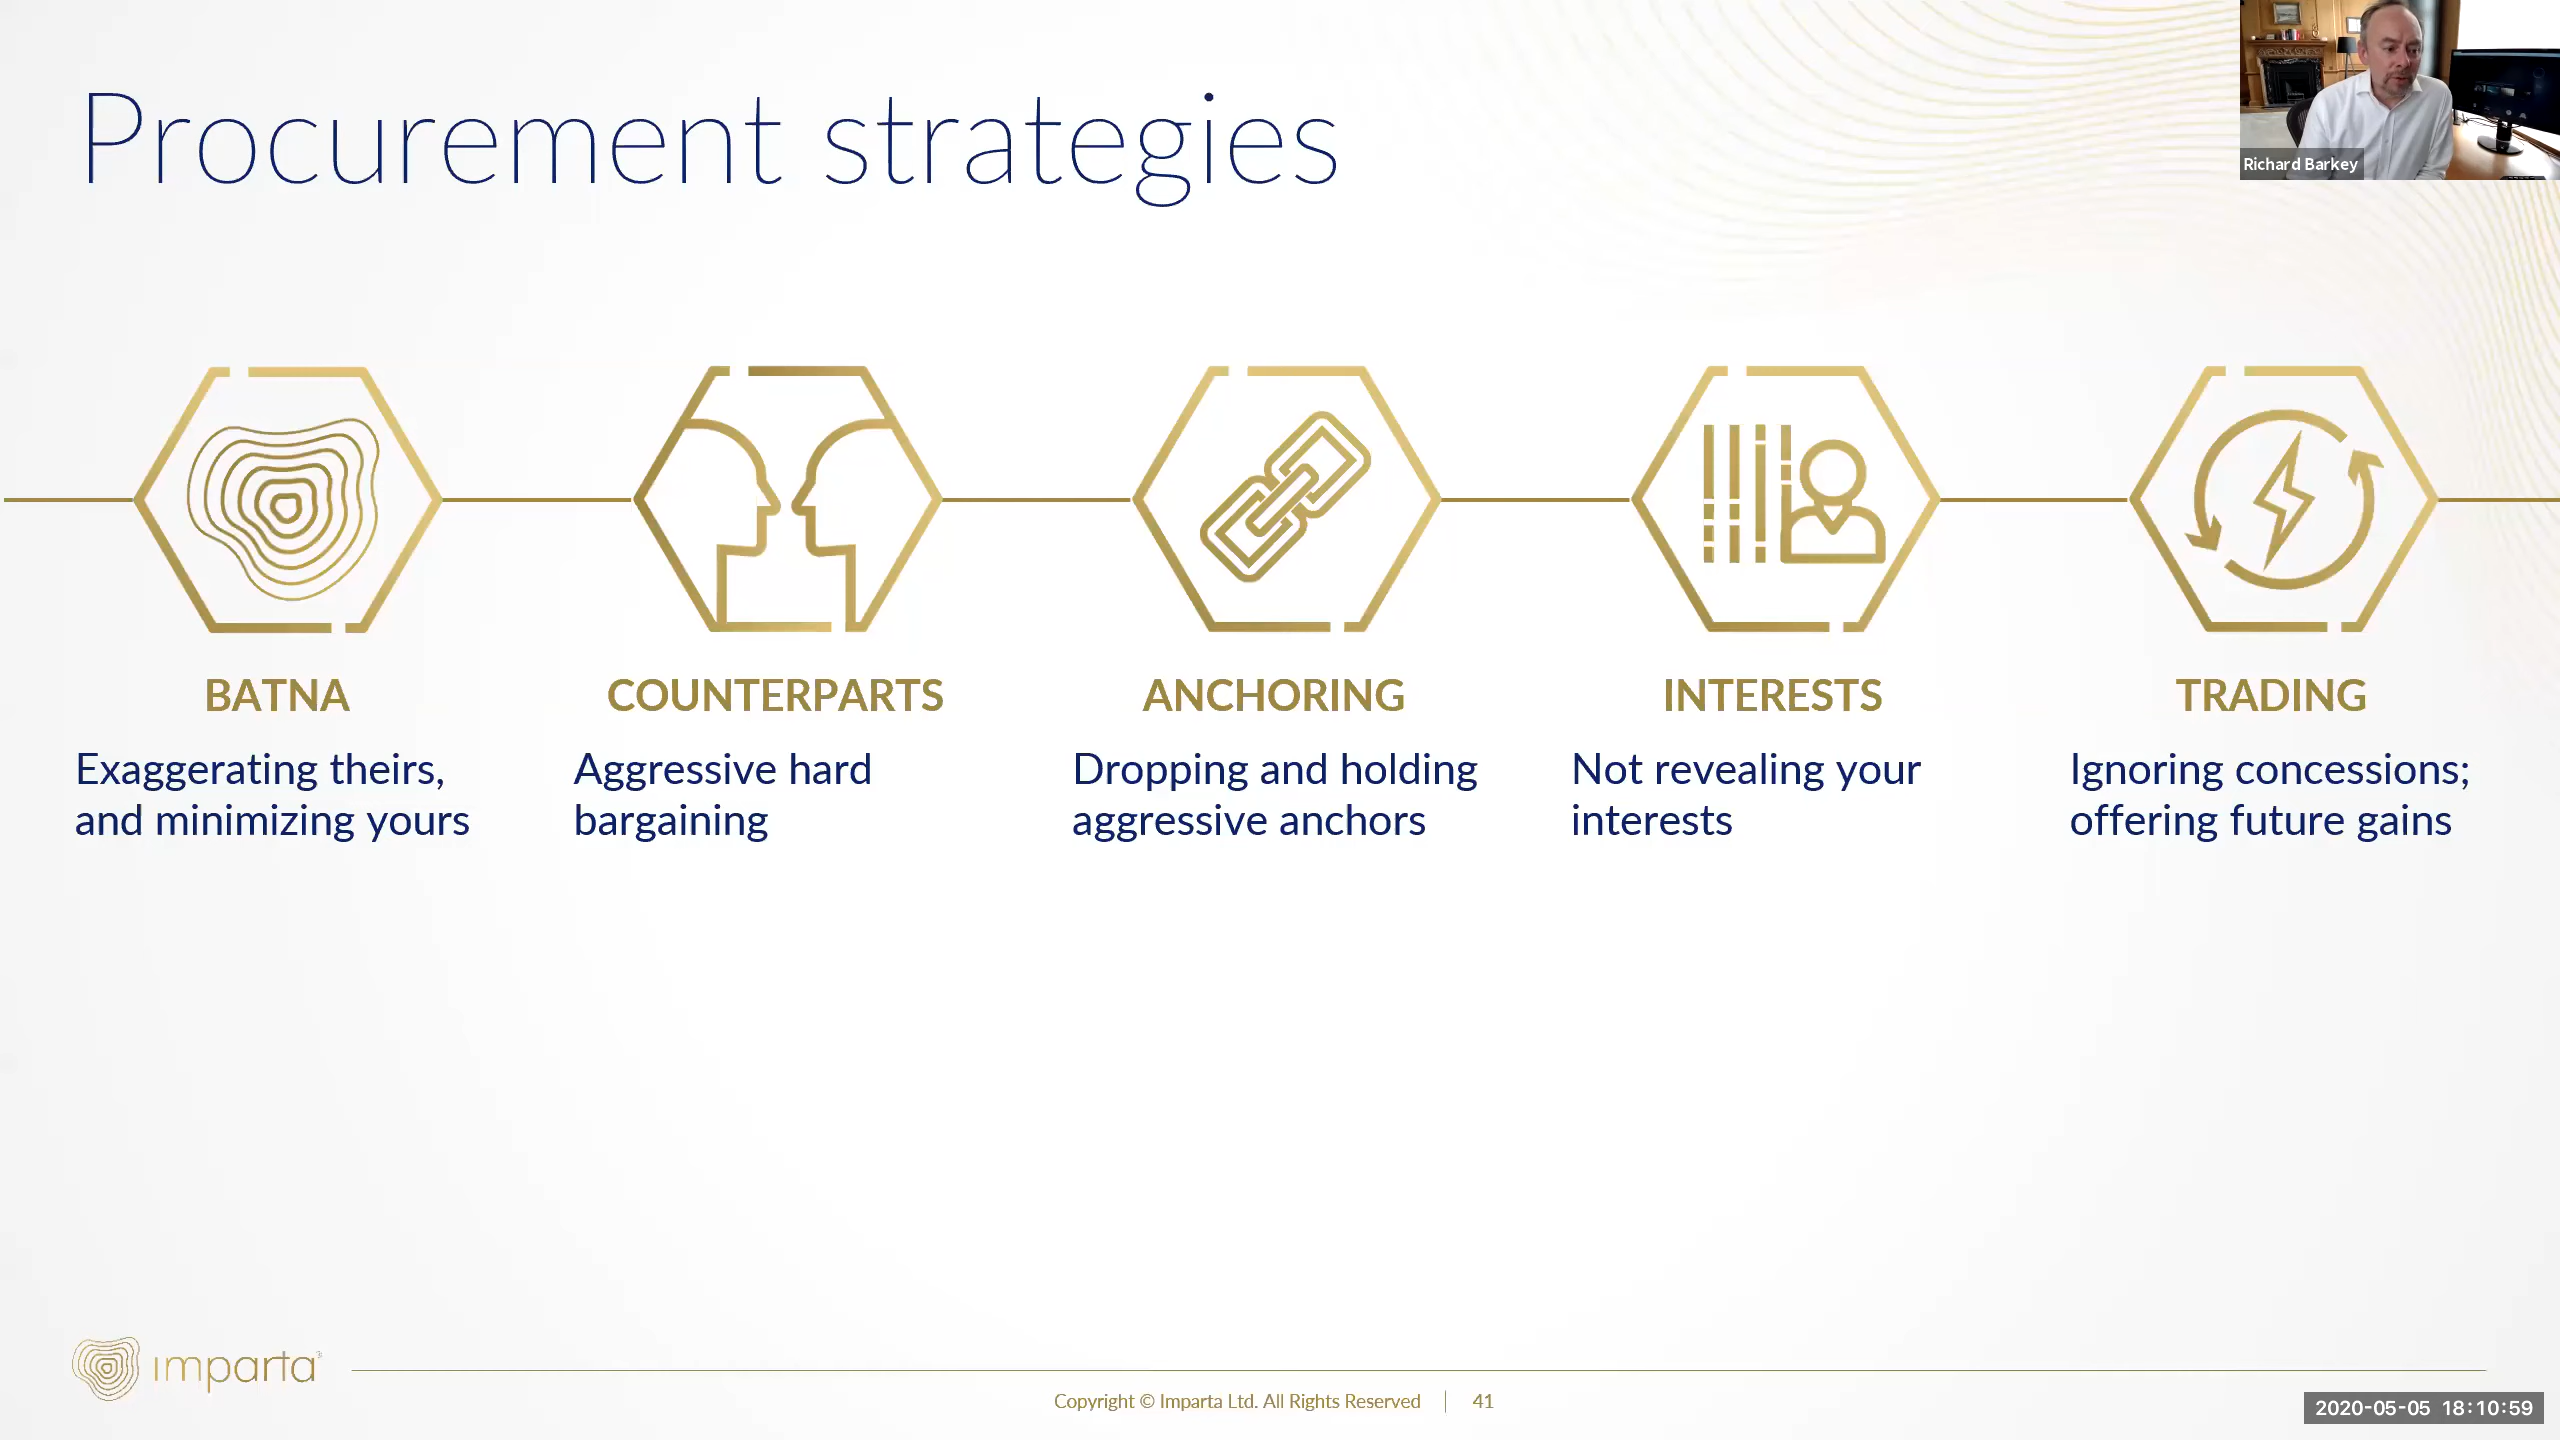 Procurement strategies
Richard Barkey
BATNA
Exaggerating theirs,
and minimizing yours
COUNTERPARTS
Aggressive hard
bargaining
ANCHORING
Dropping and holding
aggressive anchors
INTERESTS
Not revealing your
interests
TRADING
Ignoring concessions;
offering future gains
imparta®
Copyright © Imparta Ltd. All Rights Reserved | 41
2020-05-05 18:10:59